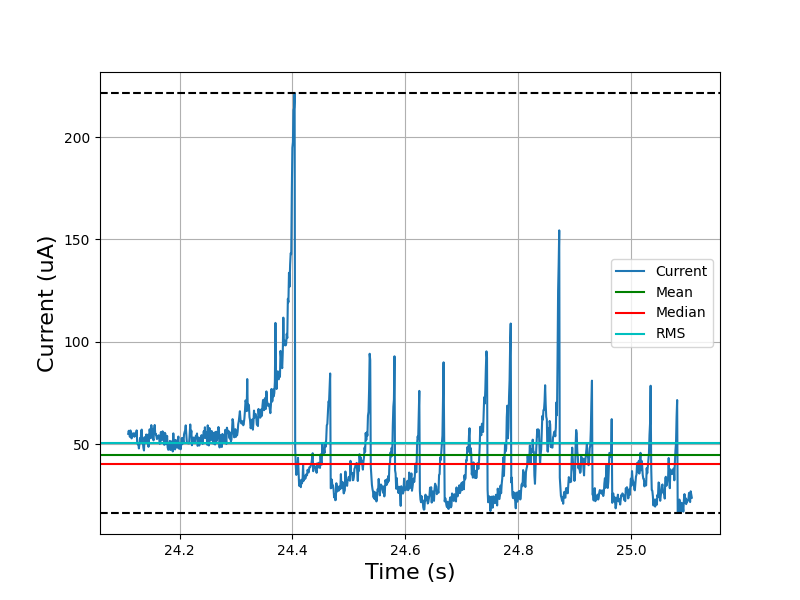 200
150
100
50
Current (uA)
Current
Mean
Median
RMS
24.2 24.4 24.6 24.8 25.0
Time (s)